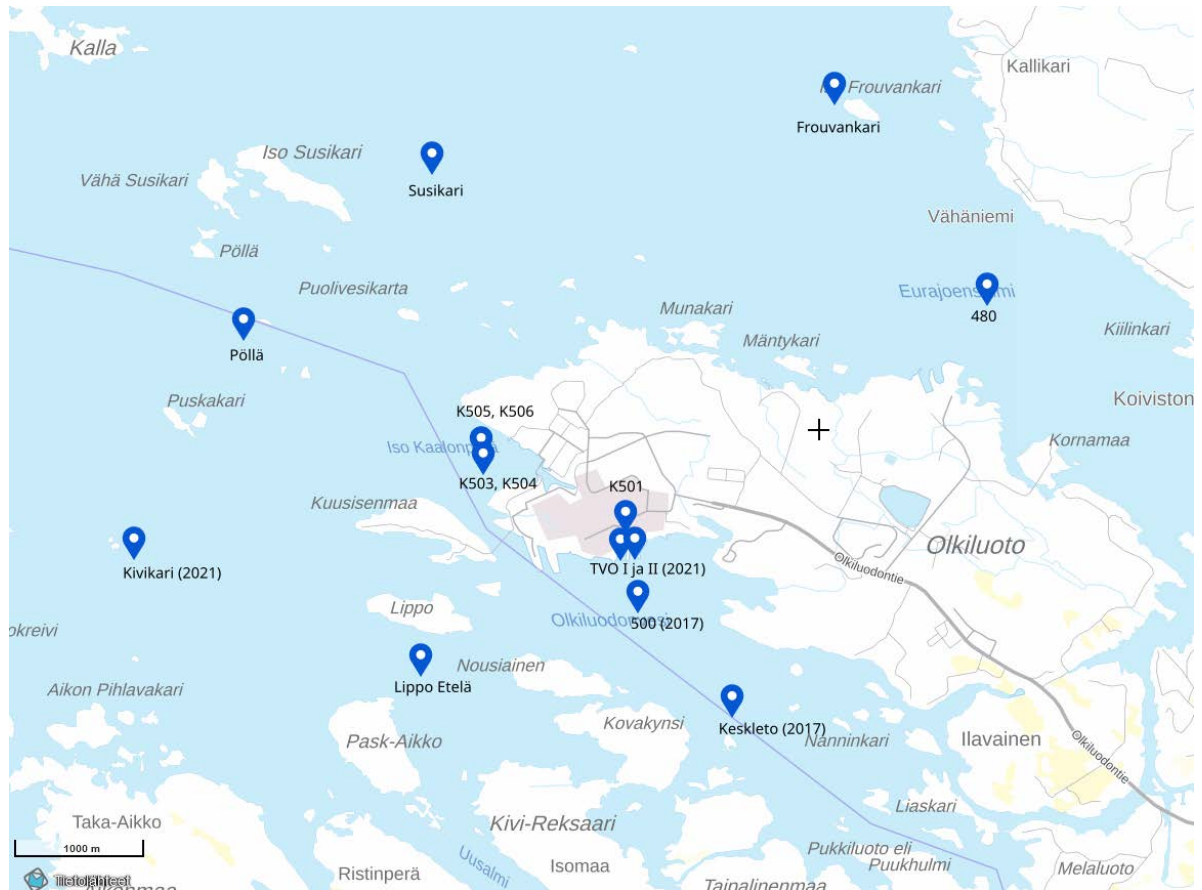 Kalla
Kallikari
Frouvankari
Frouvankari
Iso Susikari
Vähä Susikari
Susikari
Vähäniemi
Pöllä
Puolivesikarta
Munakari
480
Kiilinkari
Mäntykari
Pöllä
Puskakari
Koiviston
K505, K506
Kornamaa
K503, K504
K501
Kuusisenmaa
Olkiluoto
Olkiluodontie
Kivikari (2021)
TVO I ja II (2021)
Lippo
500 (2017)
okreivi
Nousiainen
Lippo Etelä
Aikon Pihlavakari
Kovakynsi
Keskleto (2017)
Nanninkari
Ilavainen
Olkiluodontie
Pask-Aikko
Liaskari
Taka-Aikko
Kivi-Reksaari
1000 m
Uusalmi
Isomaa
Pukkiluoto eli
Puukhulmi
Melaluoto
Ristinperä
Tainalinenmaa